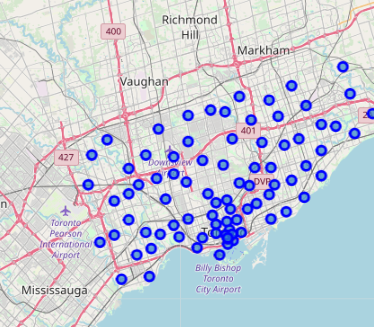 400
Richmond
Hill
Markham
Vaughan
401
427
Downsview
DVP
Toronto
Pearson
International
Airport
Billy Bishop
Toronto
City Airport
Mississauga